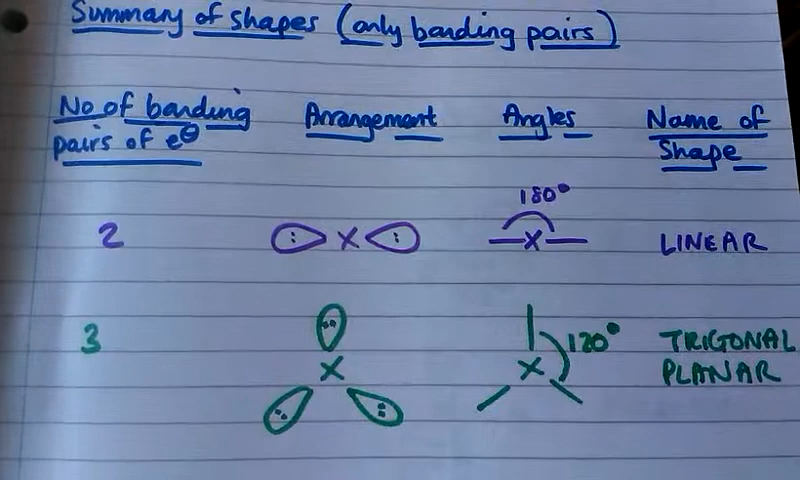 Summary of shapes (only bonding pairs)
No of bonding pairs of e⊖ Arrangement Angles Name of Shape
2 X 180° X LINEAR
3 X 120° X TRIGONAL PLANAR